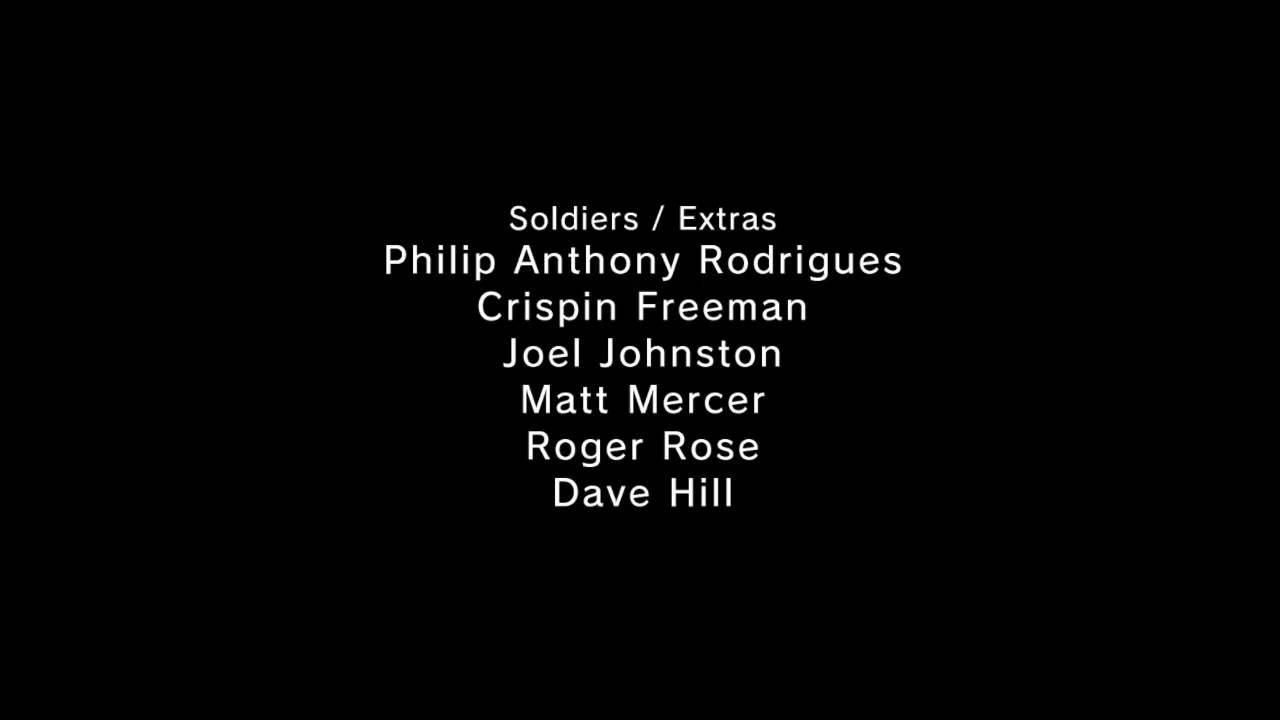 Soldiers / Extras
Philip Anthony Rodrigues
Crispin Freeman
Joel Johnston
Matt Mercer
Roger Rose
Dave Hill